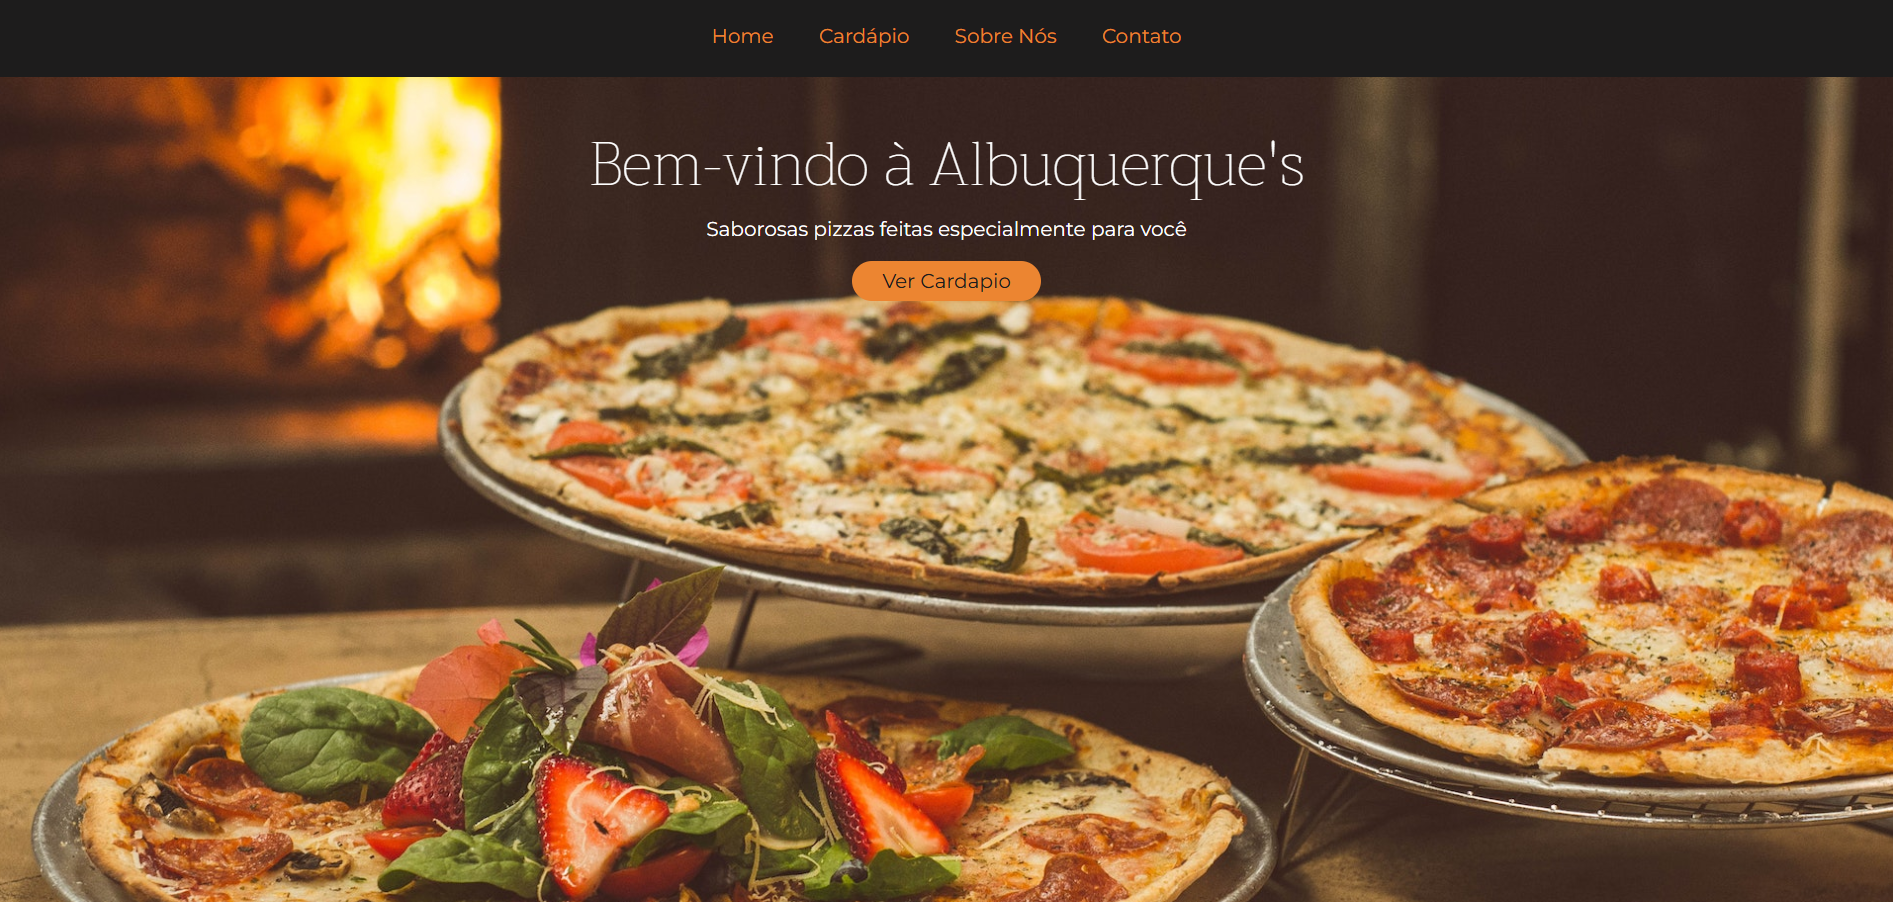 Home Cardápio Sobre Nós Contato
Bem-vindo à Albuquerque's
Saborosas pizzas feitas especialmente para você
Ver Cardapio